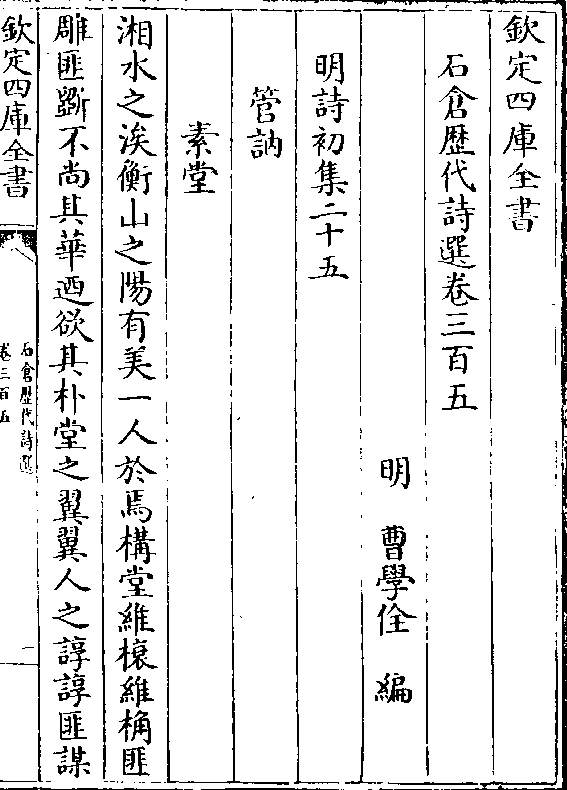 欽定四庫全書
石倉歴代詩選卷三百五
明　曹學佺　編
明詩初集二十五
管訥
素堂
湘水之涘衡山之陽有美一人於焉構堂維榱維桷匪
雕匪斵不尚其華迺欲其朴堂之翼翼人之諄諄匪謀
欽定四庫全書
石倉歴代詩選
卷三百五
一